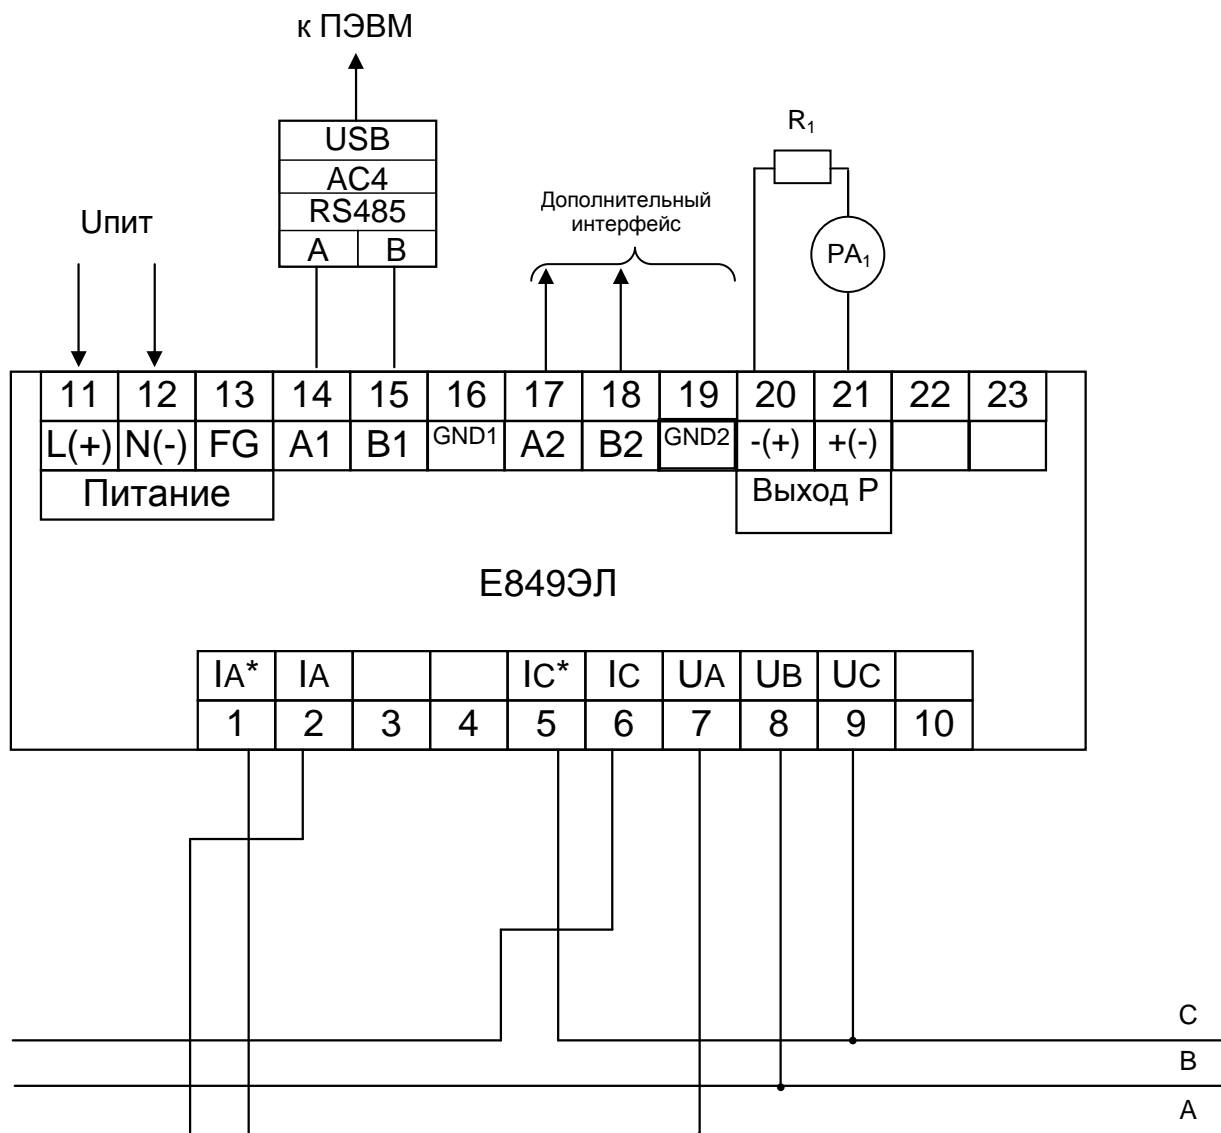 к ПЭВМ
USB
AC4
RS485
A B
R1
Uпит
Дополнительный
интерфейс
PA1
11 12 13 14 15 16 17 18 19 20 21 22 23
L(+) N(-) FG A1 B1 GND1 A2 B2 GND2 -(+) +(-)
Питание
Выход P
E849ЭЛ
IA* IA IC* IC UA UB UC
1 2 3 4 5 6 7 8 9 10
C
B
A